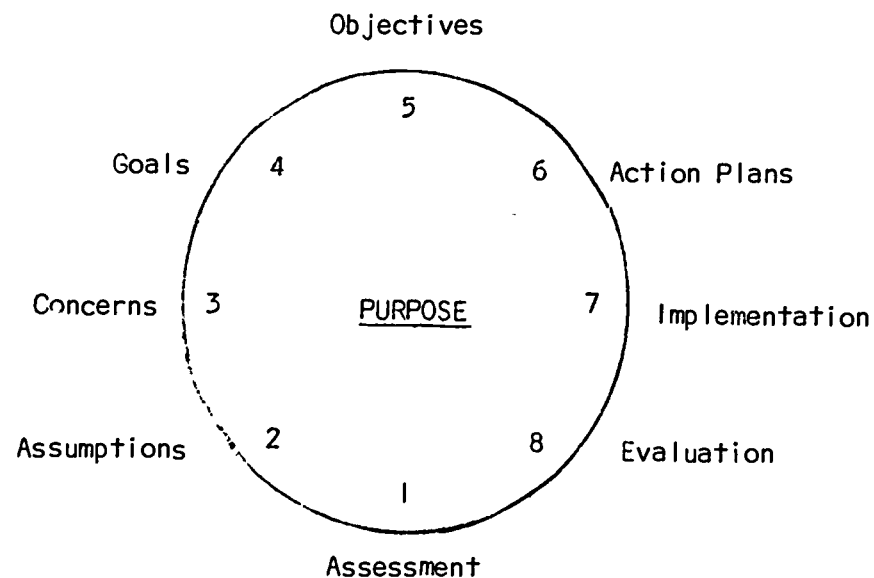 Objectives
5
Goals 4
6 Action Plans
Concerns 3 PURPOSE 7 Implementation
Assumptions 2 8 Evaluation
1
Assessment